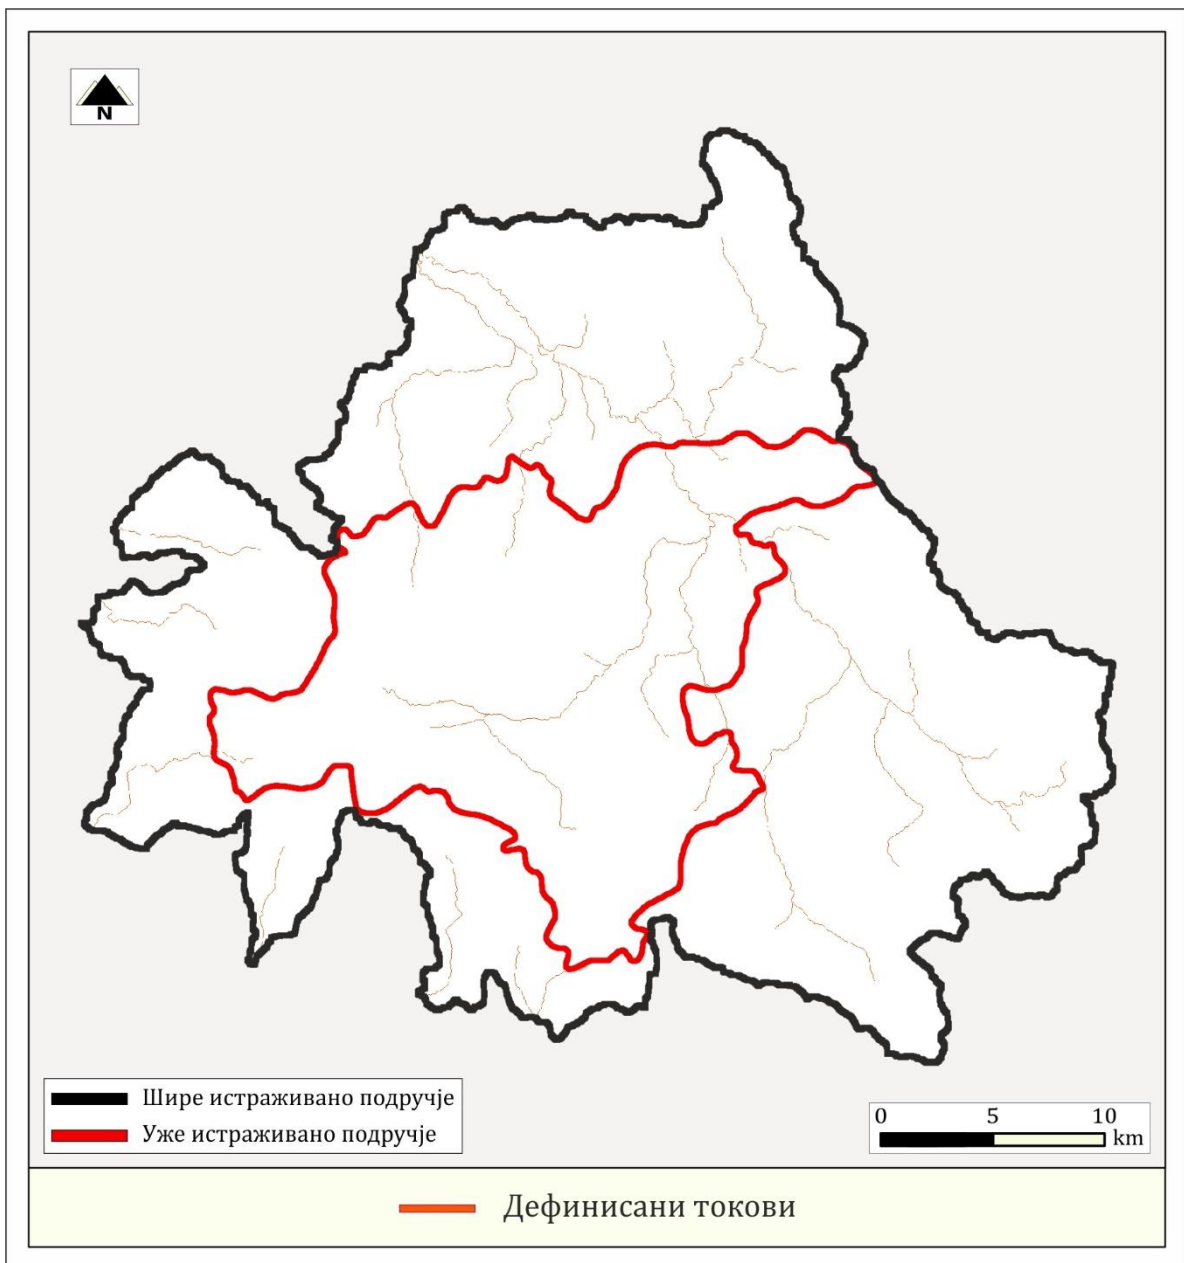 N
Шире истраживано подручје
Уже истраживано подручје
0 5 10
km
Дефинисани токови